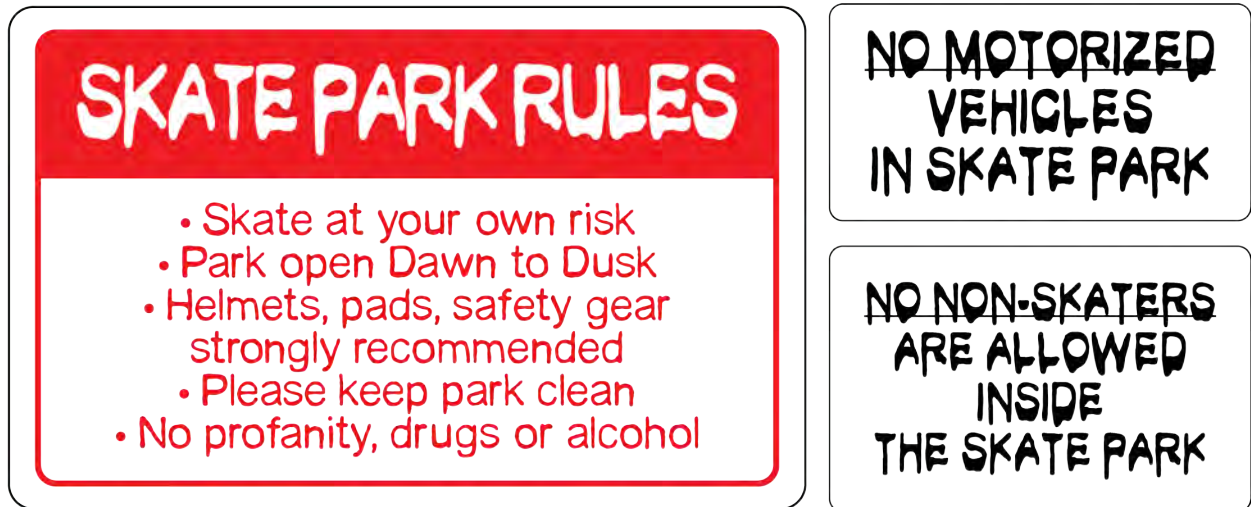 SKATE PARK RULES
• Skate at your own risk
• Park open Dawn to Dusk
• Helmets, pads, safety gear
strongly recommended
• Please keep park clean
• No profanity, drugs or alcohol
NO MOTORIZED
VEHICLES
IN SKATE PARK
NO NON-SKATERS
ARE ALLOWED
INSIDE
THE SKATE PARK